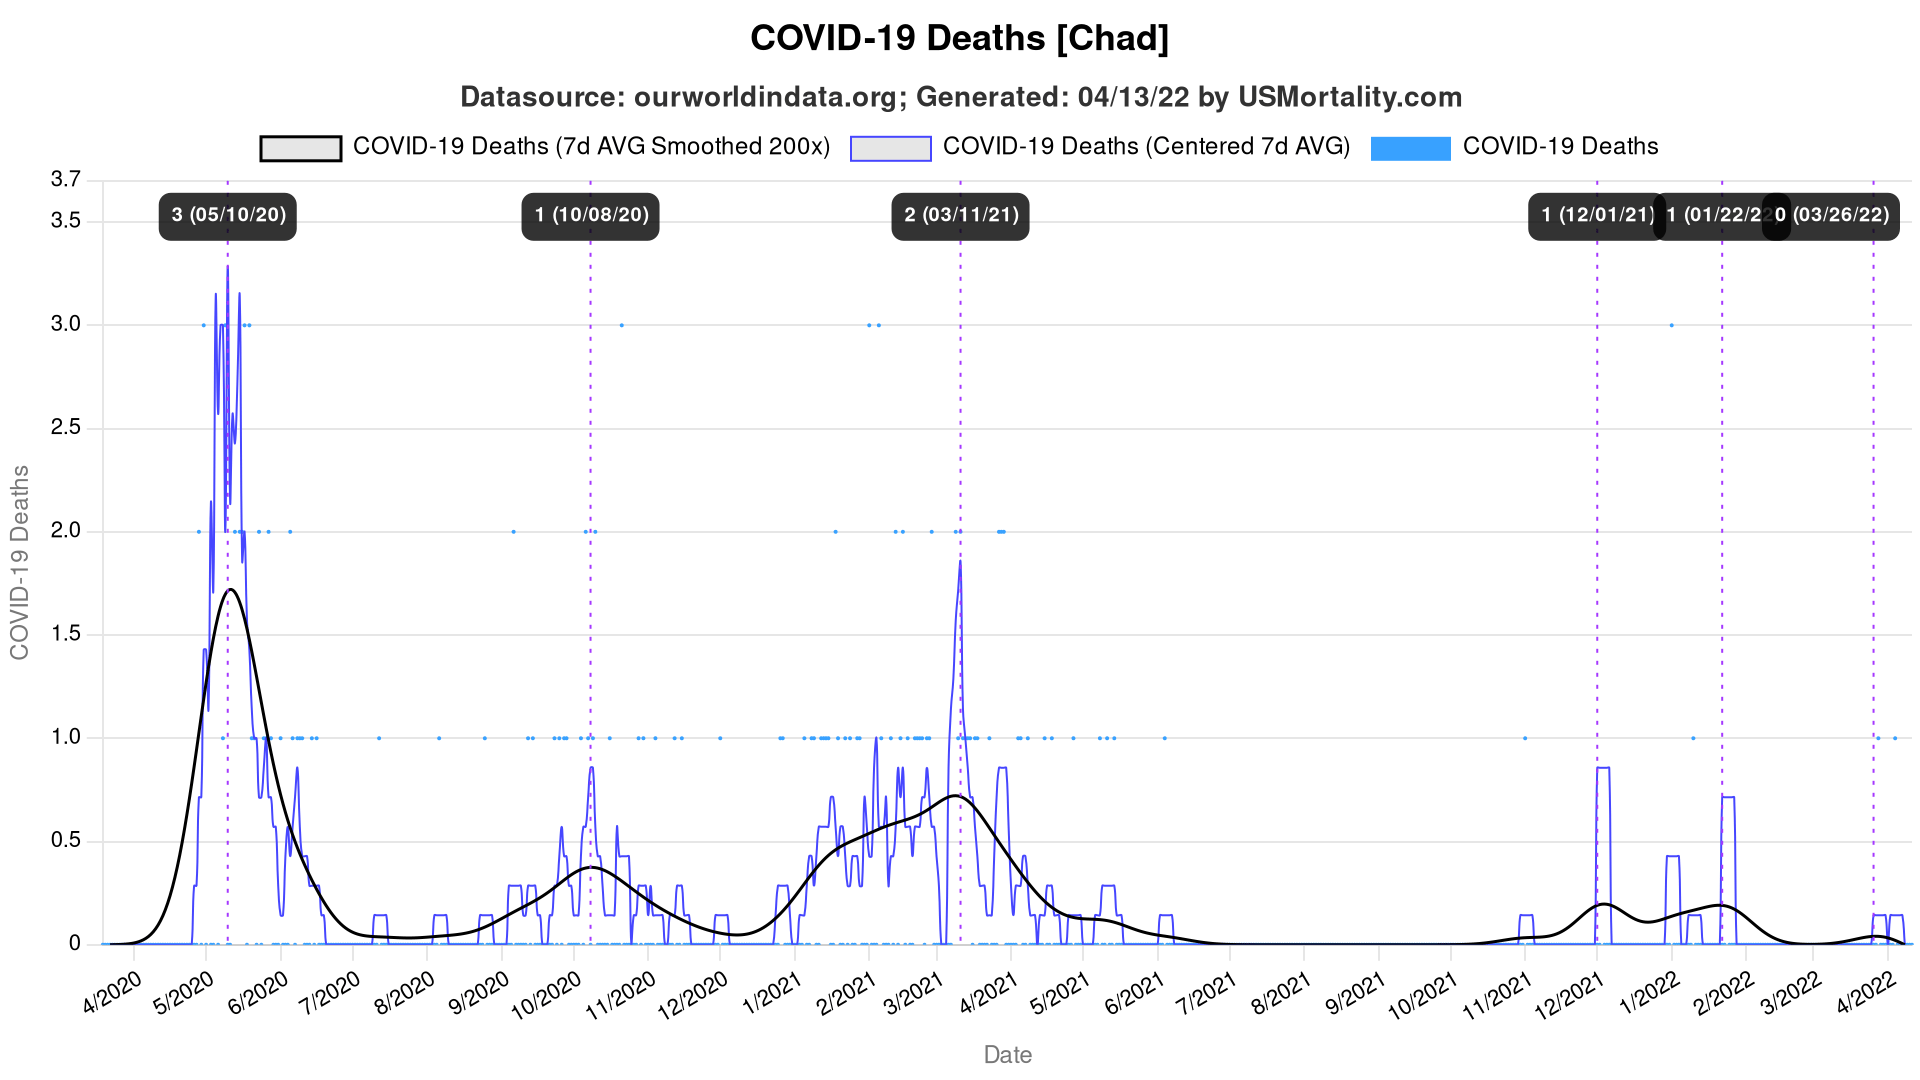 COVID-19 Deaths [Chad]
Datasource: ourworldindata.org; Generated: 04/13/22 by USMortality.com
COVID-19 Deaths (7d AVG Smoothed 200x) COVID-19 Deaths (Centered 7d AVG) COVID-19 Deaths
3.7
3.5
3.0
2.5
2.0
1.5
1.0
0.5
0
COVID-19 Deaths
3 (05/10/20) 1 (10/08/20) 2 (03/11/21) 1 (12/01/21) 1 (01/22/22) 0 (03/26/22)
4/2020 5/2020 6/2020 7/2020 8/2020 9/2020 10/2020 11/2020 12/2020 1/2021 2/2021 3/2021 4/2021 5/2021 6/2021 7/2021 8/2021 9/2021 10/2021 11/2021 12/2021 1/2022 2/2022 3/2022 4/2022
Date